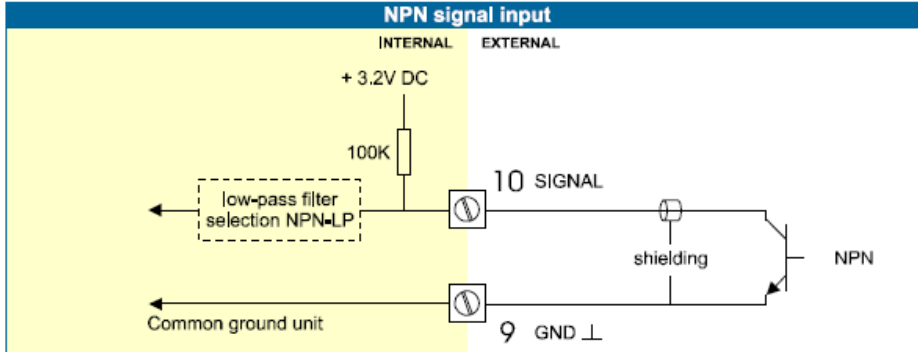 NPN signal input
INTERNAL EXTERNAL
+ 3.2V DC
100K
10 SIGNAL
low-pass filter
selection NPN-LP
shielding
NPN
Common ground unit
9 GND ⊥